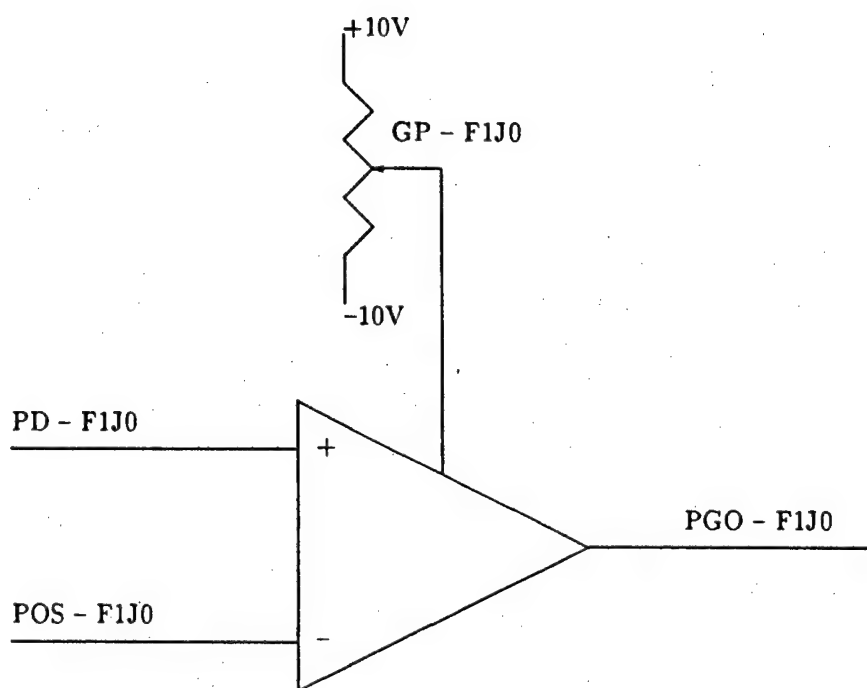 +10V
GP – F1J0
–10V
PD – F1J0
+
PGO – F1J0
POS – F1J0
-